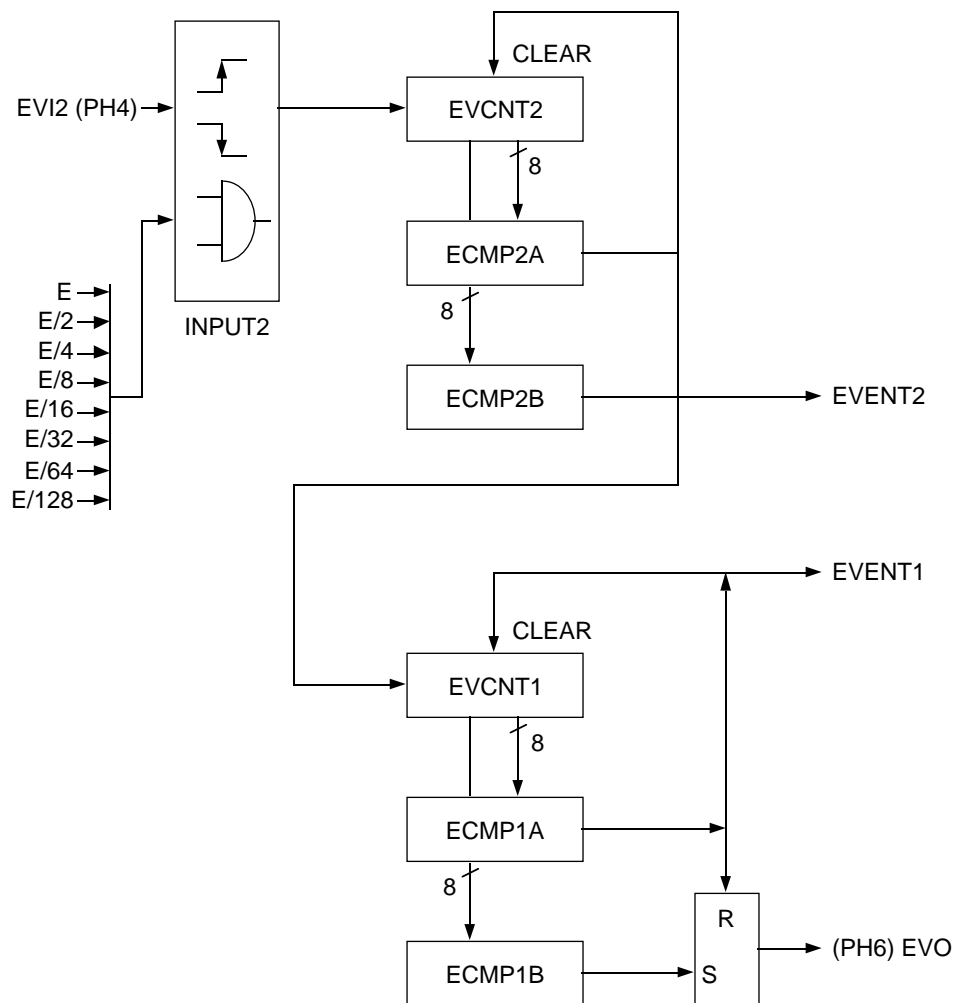 CLEAR
EVI2 (PH4)
EVCNT2
8
ECMP2A
E
E/2
E/4
E/8
E/16
E/32
E/64
E/128
INPUT2
8
ECMP2B
EVENT2
EVENT1
CLEAR
EVCNT1
8
ECMP1A
8
R
S
(PH6) EVO
ECMP1B